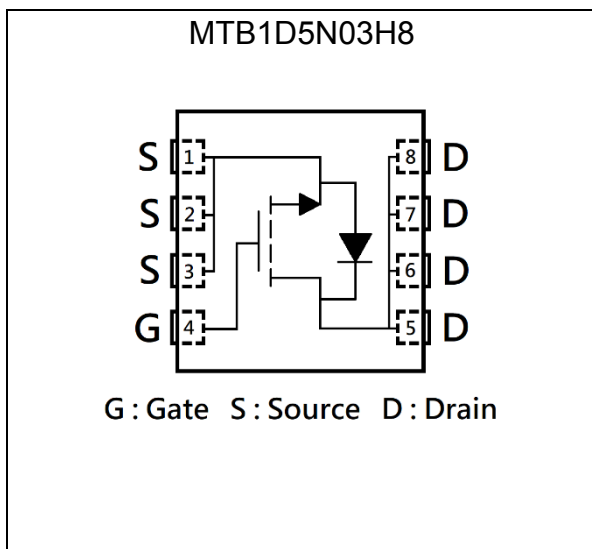 MTB1D5N03H8
S 1 8 D
S 2 7 D
S 3 6 D
G 4 5 D
G : Gate S : Source D : Drain